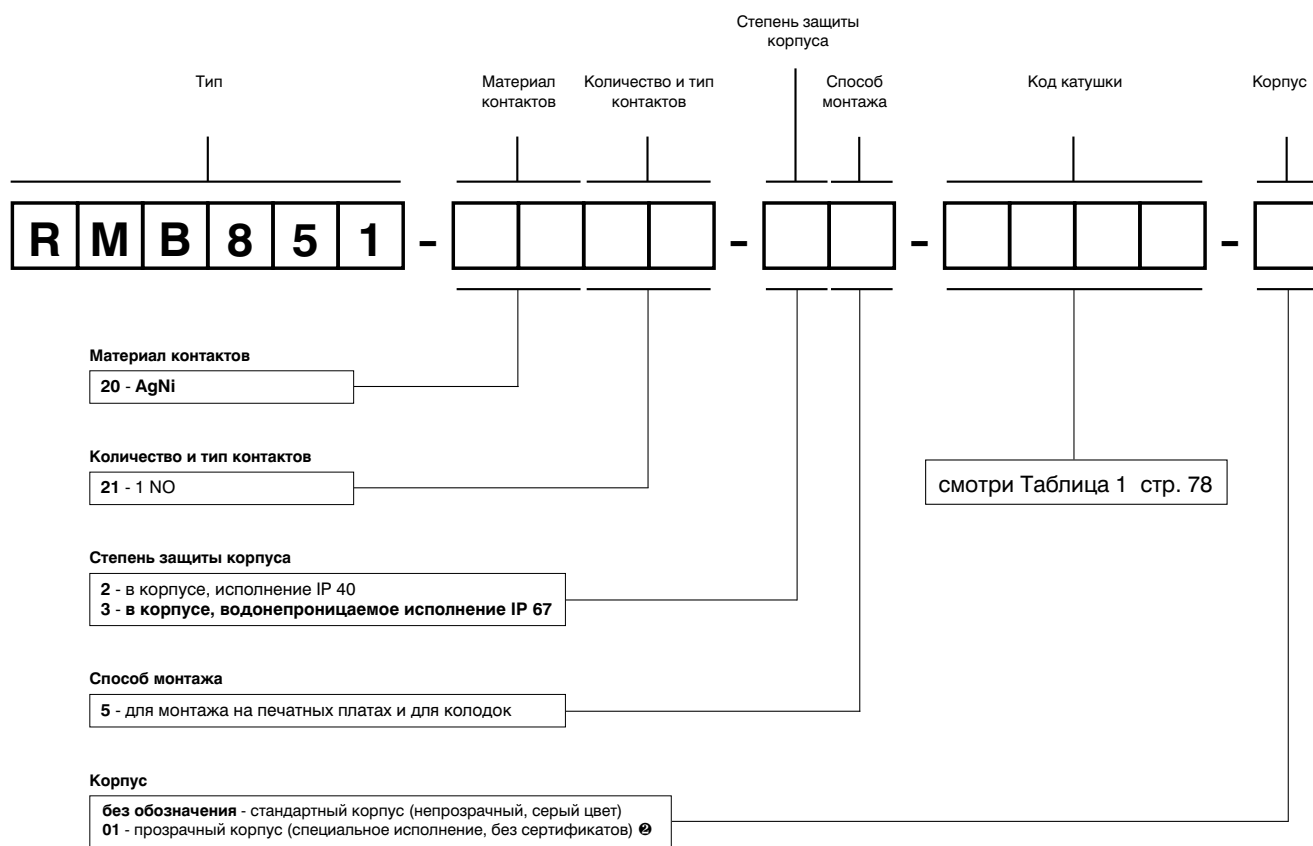 Степень защиты
корпуса
Тип
Материал
контактов
Количество и тип
контактов
Способ
монтажа
Код катушки
Корпус
R M B 8 5 1 - - - -
Материал контактов
20 - AgNi
Количество и тип контактов
21 - 1 NO
смотри Таблица 1 стр. 78
Степень защиты корпуса
2 - в корпусе, исполнение IP 40
3 - в корпусе, водонепроницаемое исполнение IP 67
Способ монтажа
5 - для монтажа на печатных платах и для колодок
Корпус
без обозначения - стандартный корпус (непрозрачный, серый цвет)
01 - прозрачный корпус (специальное исполнение, без сертификатов) ❷